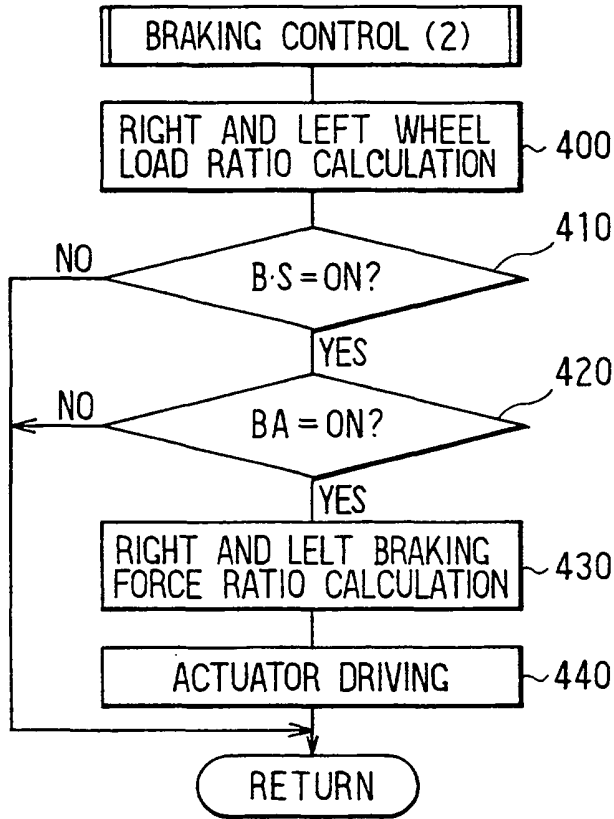 BRAKING CONTROL (2)
RIGHT AND LEFT WHEEL
LOAD RATIO CALCULATION
400
410
NO
B·S=ON?
YES
420
NO
BA=ON?
YES
RIGHT AND LELT BRAKING
FORCE RATIO CALCULATION
430
ACTUATOR DRIVING
440
RETURN